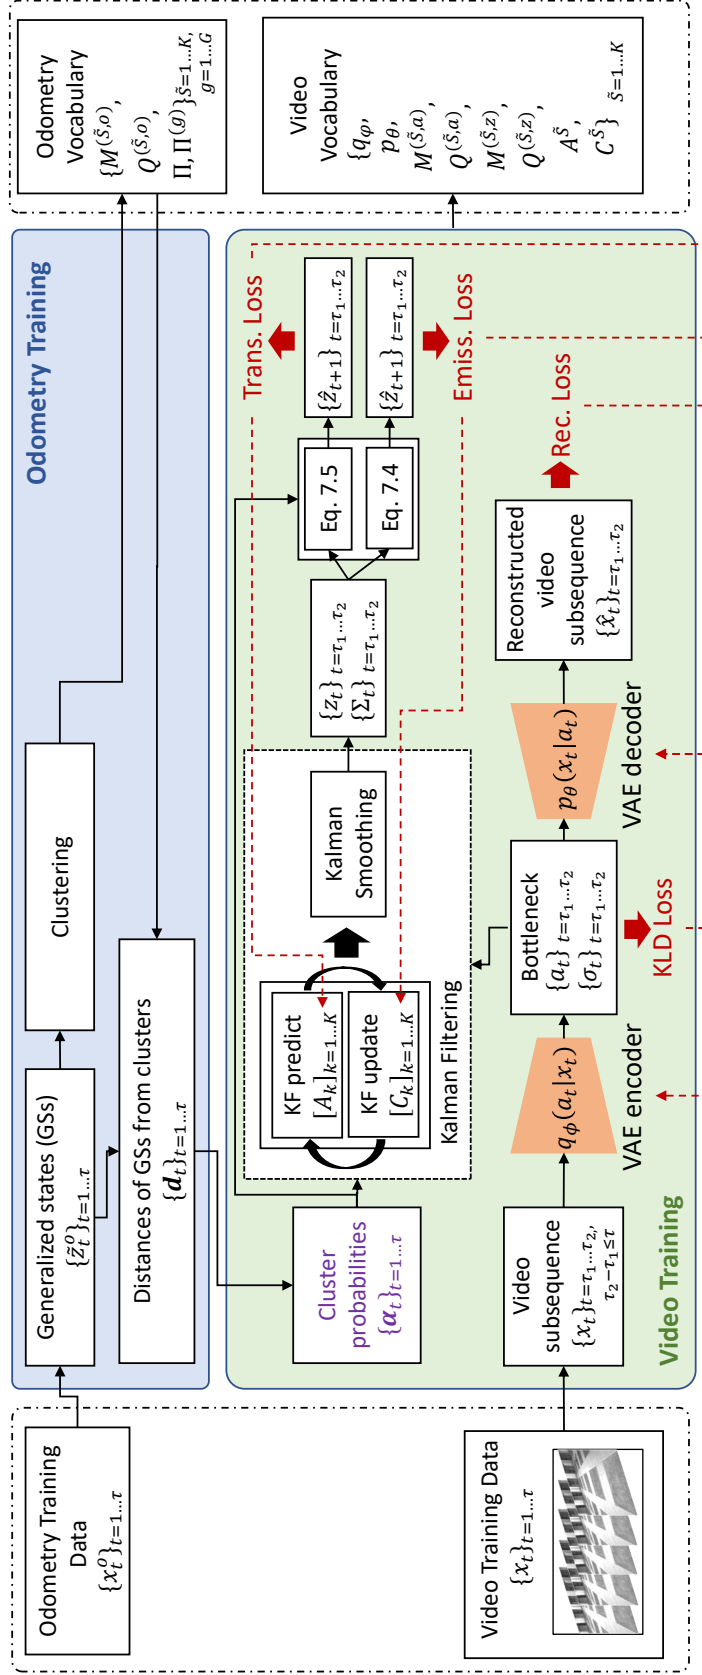 Odometry Training
Data
{x_t^o}_{t=1…τ}
Video Training Data
{x_t}_{t=1…τ}
Odometry Training
Generalized states (GSs)
{z̃_t^o}_{t=1…τ}
Clustering
Distances of GSs from clusters
{d_t}_{t=1…τ}
Video Training
Cluster
probabilities
{α_t}_{t=1…τ}
KF predict
[A_k]_{k=1…K}
KF update
[C_k]_{k=1…K}
Kalman
Smoothing
Kalman Filtering
{z_t}_{t=τ₁…τ₂}
{Σ_t}_{t=τ₁…τ₂}
Eq. 7.5
Eq. 7.4
{ẑ_{t+1}}_{t=τ₁…τ₂}
{ẑ_{t+1}}_{t=τ₁…τ₂}
Trans. Loss
Emiss. Loss
Video
subsequence
{x_t}_{t=τ₁…τ₂,
τ₂−τ₁≤τ}
q_ϕ(a_t|x_t)
VAE encoder
Bottleneck
{a_t}_{t=τ₁…τ₂}
{σ_t}_{t=τ₁…τ₂}
KLD Loss
p_θ(x_t|a_t)
VAE decoder
Reconstructed
video
subsequence
{x̂_t}_{t=τ₁…τ₂}
Rec. Loss
Odometry
Vocabulary
{M^{(S̃,o)},
Q^{(S̃,o)},
Π, Π^{(g)}}_{S̃=1…K,
g=1…G}
Video
Vocabulary
{q_φ,
p_θ,
M^{(S̃,a)},
Q^{(S̃,a)},
M^{(S̃,z)},
Q^{(S̃,z)},
A^{S̃},
C^{S̃}}_{S̃=1…K}